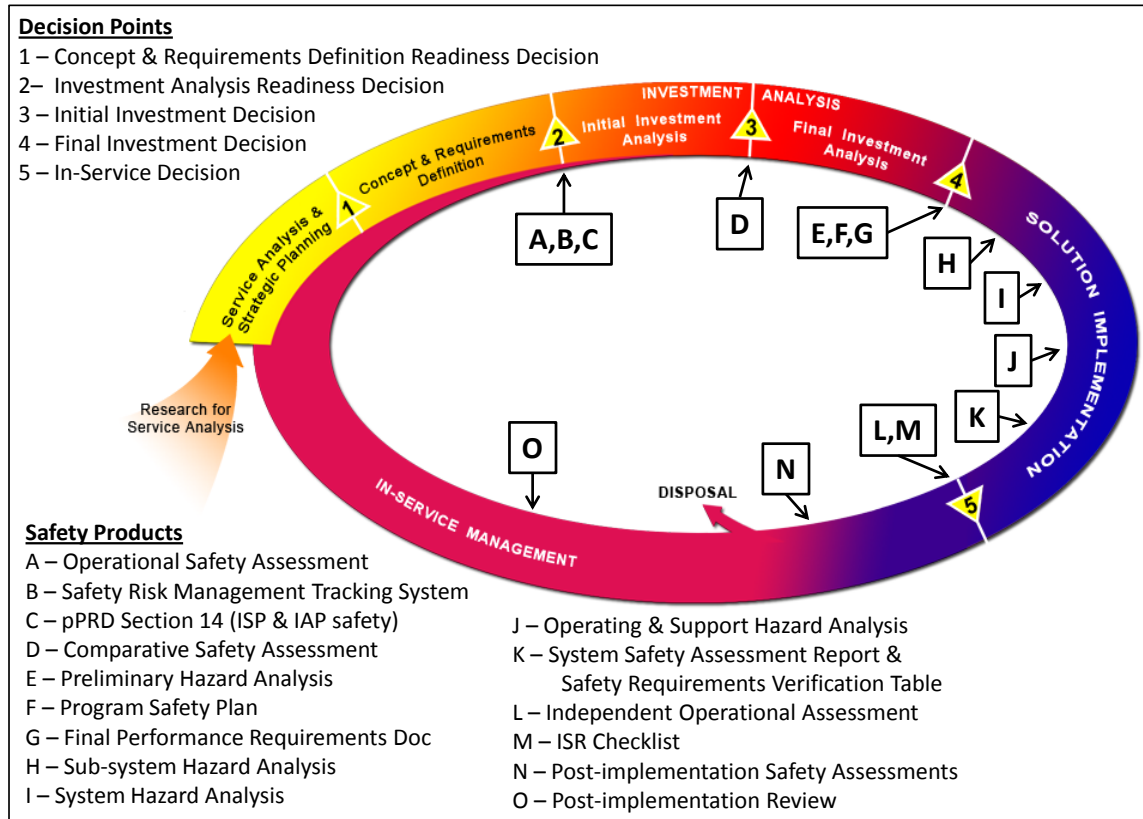 Decision Points
1 – Concept & Requirements Definition Readiness Decision
2– Investment Analysis Readiness Decision
3 – Initial Investment Decision
4 – Final Investment Decision
5 – In-Service Decision
INVESTMENT ANALYSIS
Service Analysis &
Strategic Planning
1
Concept & Requirements
Definition
2
Initial Investment
Analysis
3
Final Investment
Analysis
4
SOLUTION IMPLEMENTATION
A,B,C
D
E,F,G
H
I
J
K
L,M
5
N
O
DISPOSAL
IN-SERVICE MANAGEMENT
Research for
Service Analysis
Safety Products
A – Operational Safety Assessment
B – Safety Risk Management Tracking System
C – pPRD Section 14 (ISP & IAP safety)
D – Comparative Safety Assessment
E – Preliminary Hazard Analysis
F – Program Safety Plan
G – Final Performance Requirements Doc
H – Sub-system Hazard Analysis
I – System Hazard Analysis
J – Operating & Support Hazard Analysis
K – System Safety Assessment Report &
Safety Requirements Verification Table
L – Independent Operational Assessment
M – ISR Checklist
N – Post-implementation Safety Assessments
O – Post-implementation Review